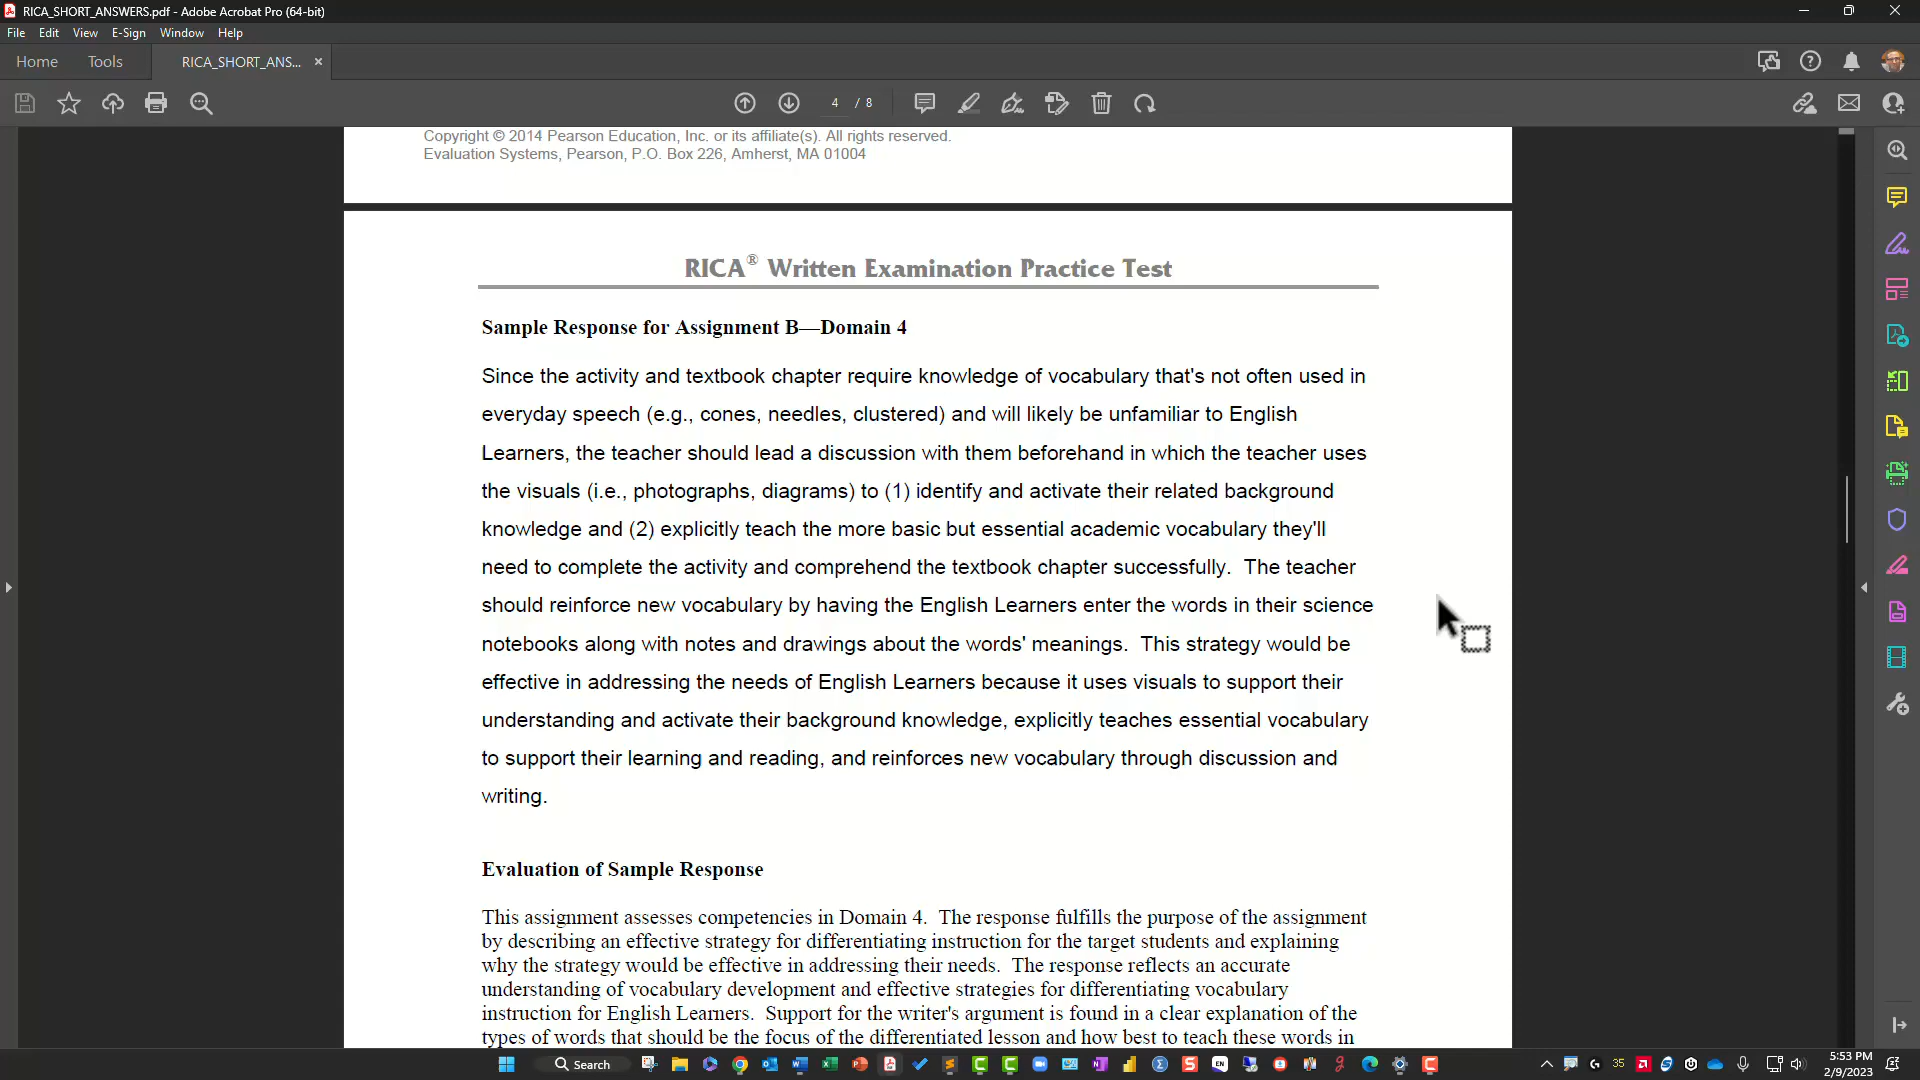 RICA_SHORT_ANSWERS.pdf - Adobe Acrobat Pro (64-bit)
File Edit View E-Sign Window Help
Home Tools RICA_SHORT_ANS... ×
4 / 8
Copyright © 2014 Pearson Education, Inc. or its affiliate(s). All rights reserved.
Evaluation Systems, Pearson, P.O. Box 226, Amherst, MA 01004
RICA® Written Examination Practice Test
Sample Response for Assignment B—Domain 4
Since the activity and textbook chapter require knowledge of vocabulary that's not often used in
everyday speech (e.g., cones, needles, clustered) and will likely be unfamiliar to English
Learners, the teacher should lead a discussion with them beforehand in which the teacher uses
the visuals (i.e., photographs, diagrams) to (1) identify and activate their related background
knowledge and (2) explicitly teach the more basic but essential academic vocabulary they'll
need to complete the activity and comprehend the textbook chapter successfully.  The teacher
should reinforce new vocabulary by having the English Learners enter the words in their science
notebooks along with notes and drawings about the words' meanings.  This strategy would be
effective in addressing the needs of English Learners because it uses visuals to support their
understanding and activate their background knowledge, explicitly teaches essential vocabulary
to support their learning and reading, and reinforces new vocabulary through discussion and
writing.
Evaluation of Sample Response
This assignment assesses competencies in Domain 4.  The response fulfills the purpose of the assignment
by describing an effective strategy for differentiating instruction for the target students and explaining
why the strategy would be effective in addressing their needs.  The response reflects an accurate
understanding of vocabulary development and effective strategies for differentiating vocabulary
instruction for English Learners.  Support for the writer's argument is found in a clear explanation of the
types of words that should be the focus of the differentiated lesson and how best to teach these words in
Search
35
5:53 PM
2/9/2023